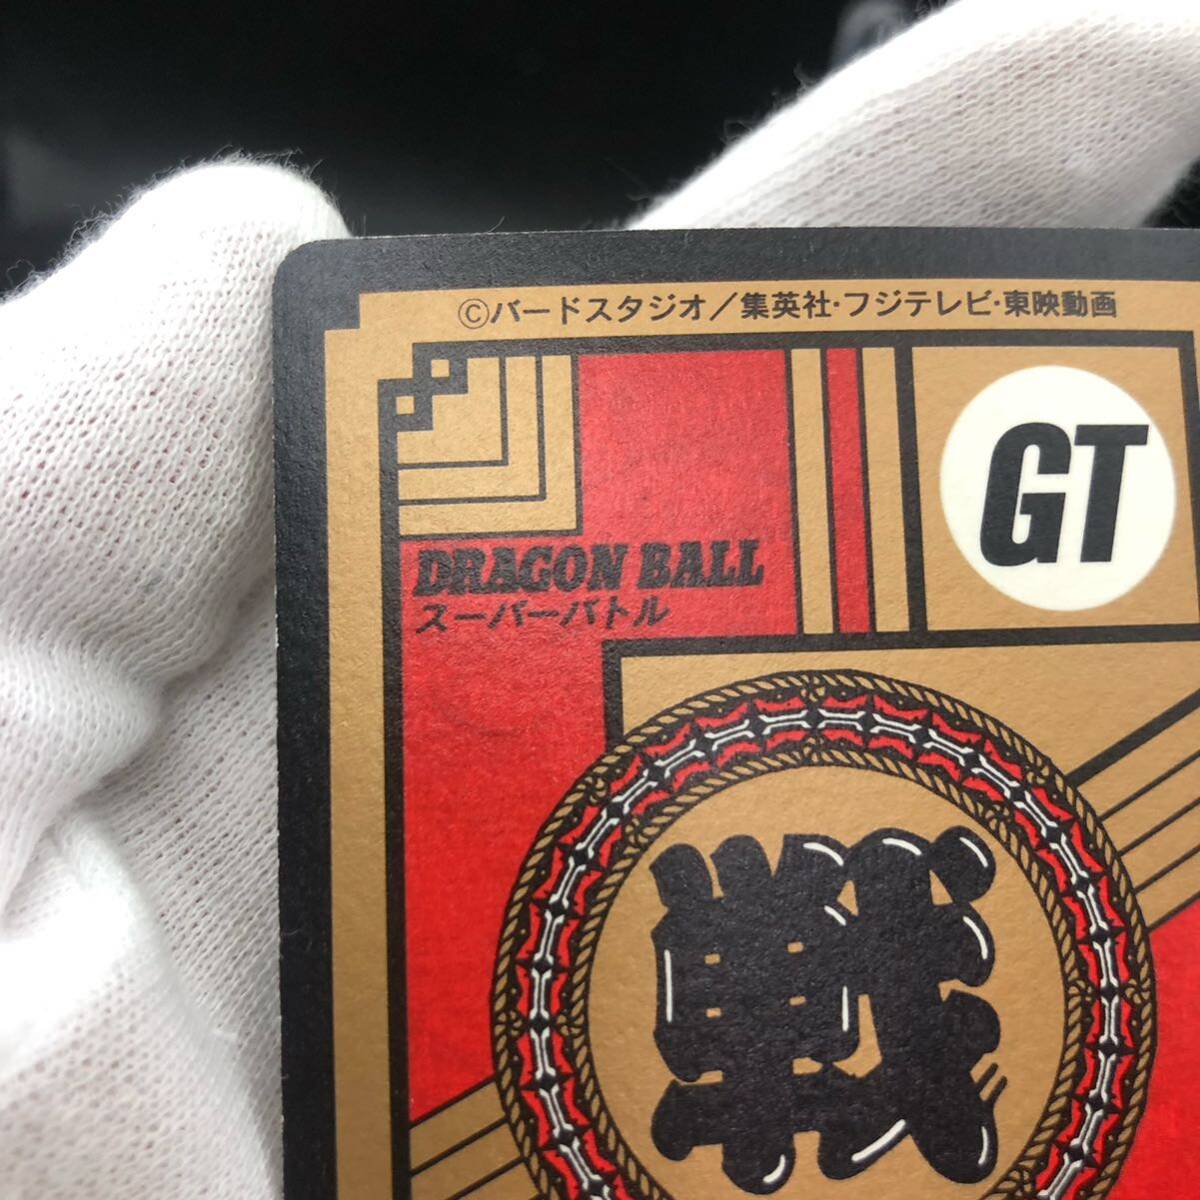 ©バードスタジオ／集英社・フジテレビ・東映動画
GT
DRAGON BALL
スーパーバトル
戦